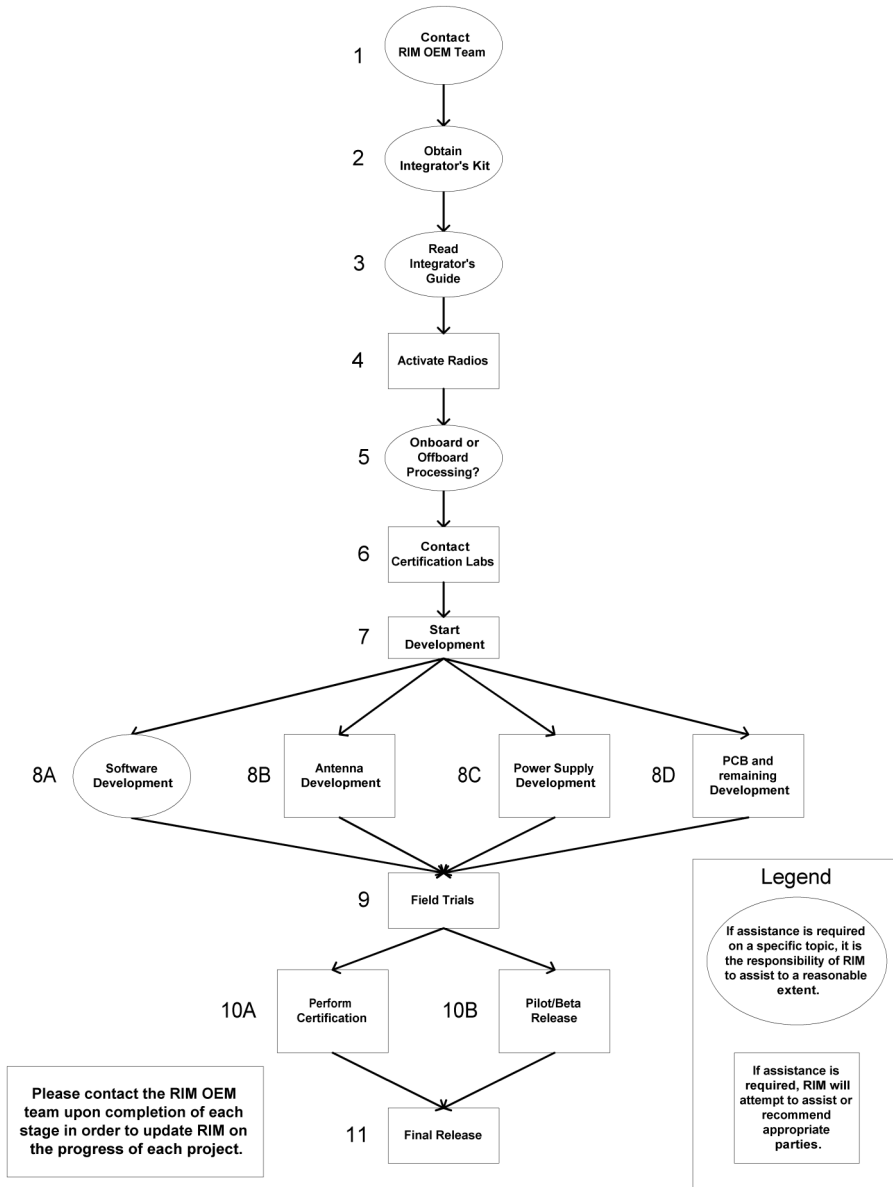 1
Contact
RIM OEM Team
2
Obtain
Integrator's Kit
3
Read
Integrator's
Guide
4
Activate Radios
5
Onboard or
Offboard
Processing?
6
Contact
Certification Labs
7
Start
Development
8A
Software
Development
8B
Antenna
Development
8C
Power Supply
Development
8D
PCB and
remaining
Development
9
Field Trials
10A
Perform
Certification
10B
Pilot/Beta
Release
11
Final Release
Please contact the RIM OEM
team upon completion of each
stage in order to update RIM on
the progress of each project.
Legend
If assistance is required
on a specific topic, it is
the responsibility of RIM
to assist to a reasonable
extent.
If assistance is
required, RIM will
attempt to assist or
recommend
appropriate
parties.